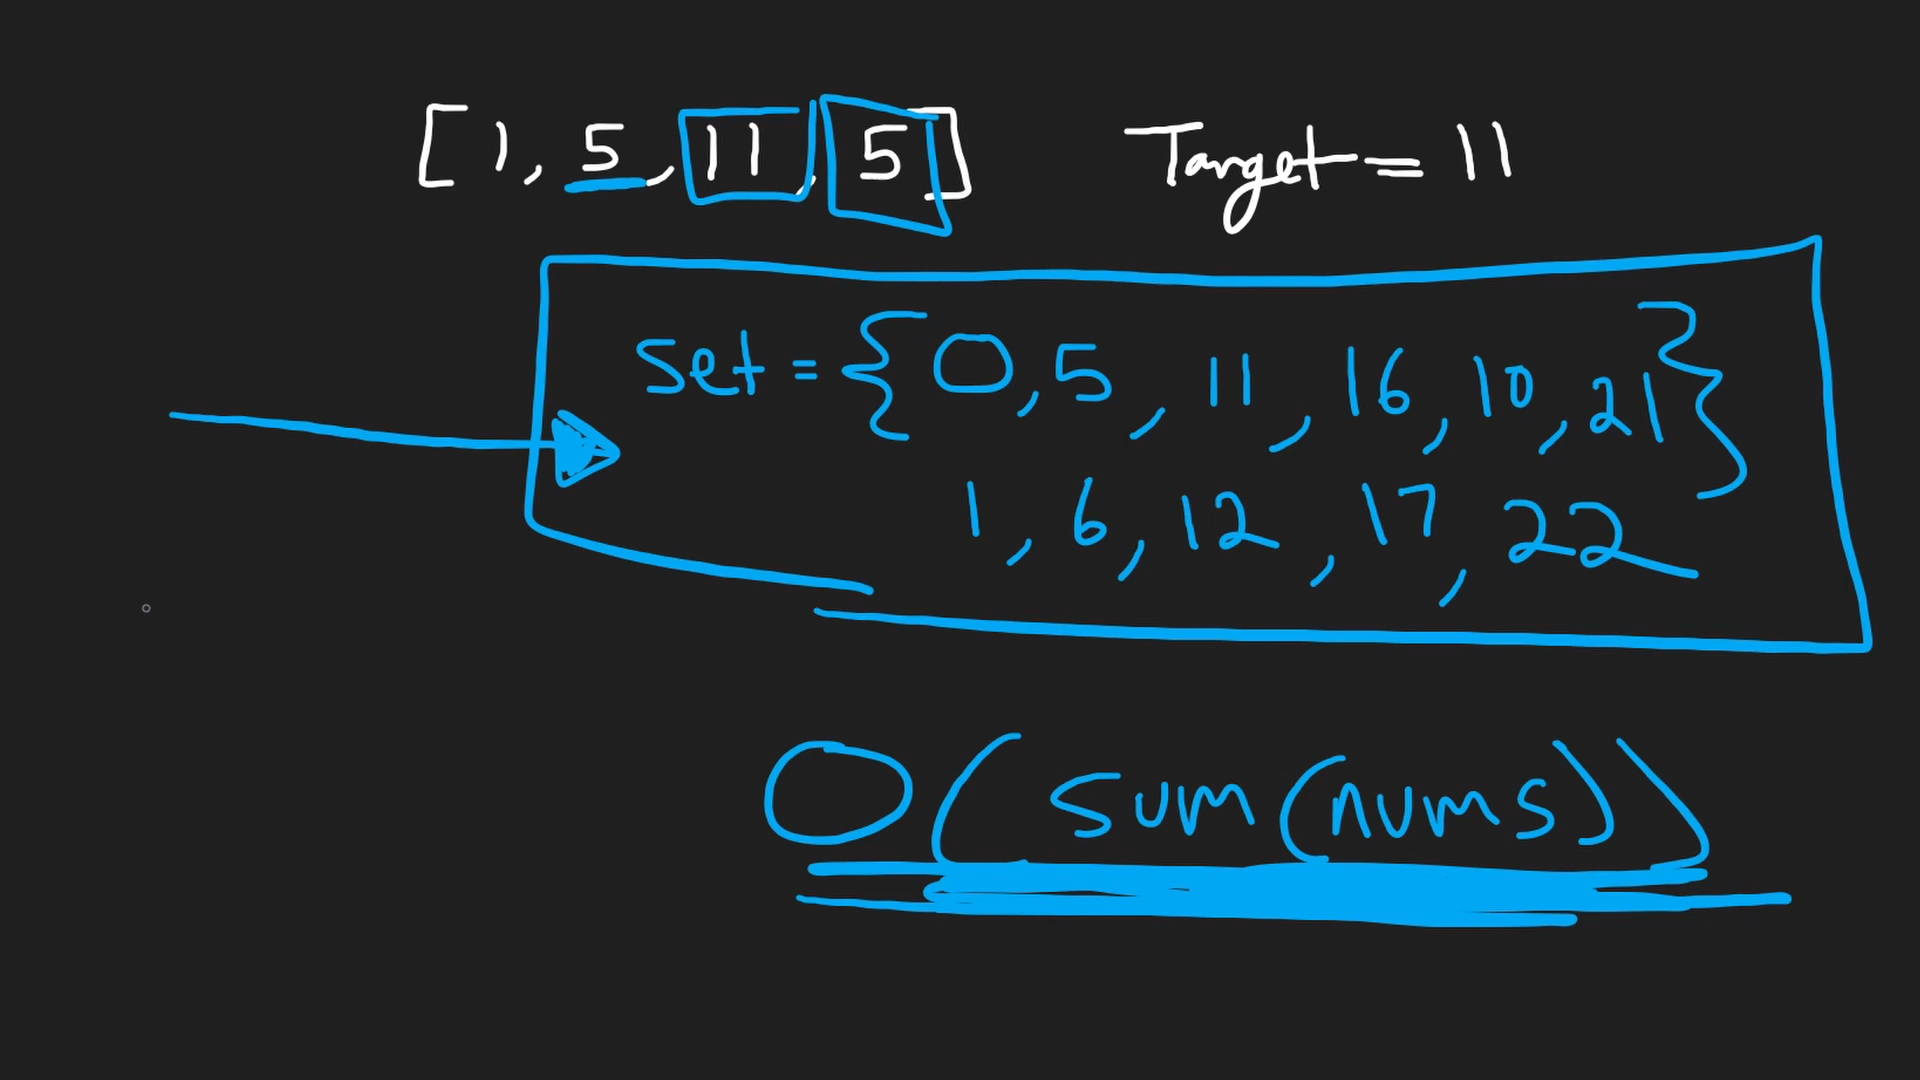 [1, 5, 11, 5] Target = 11
Set = {0, 5, 11, 16, 10, 21}
1, 6, 12, 17, 22
O(sum(nums))